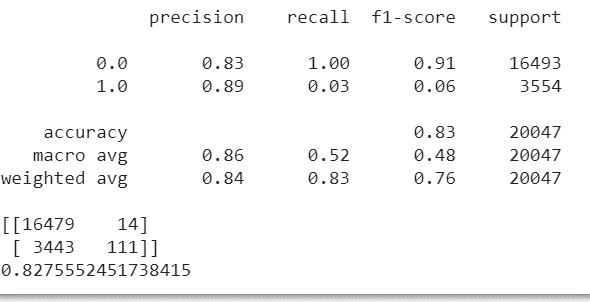 precision recall f1-score support
0.0 0.83 1.00 0.91 16493
1.0 0.89 0.03 0.06 3554
accuracy 0.83 20047
macro avg 0.86 0.52 0.48 20047
weighted avg 0.84 0.83 0.76 20047
[[16479 14]
[ 3443 111]]
0.8275552451738415